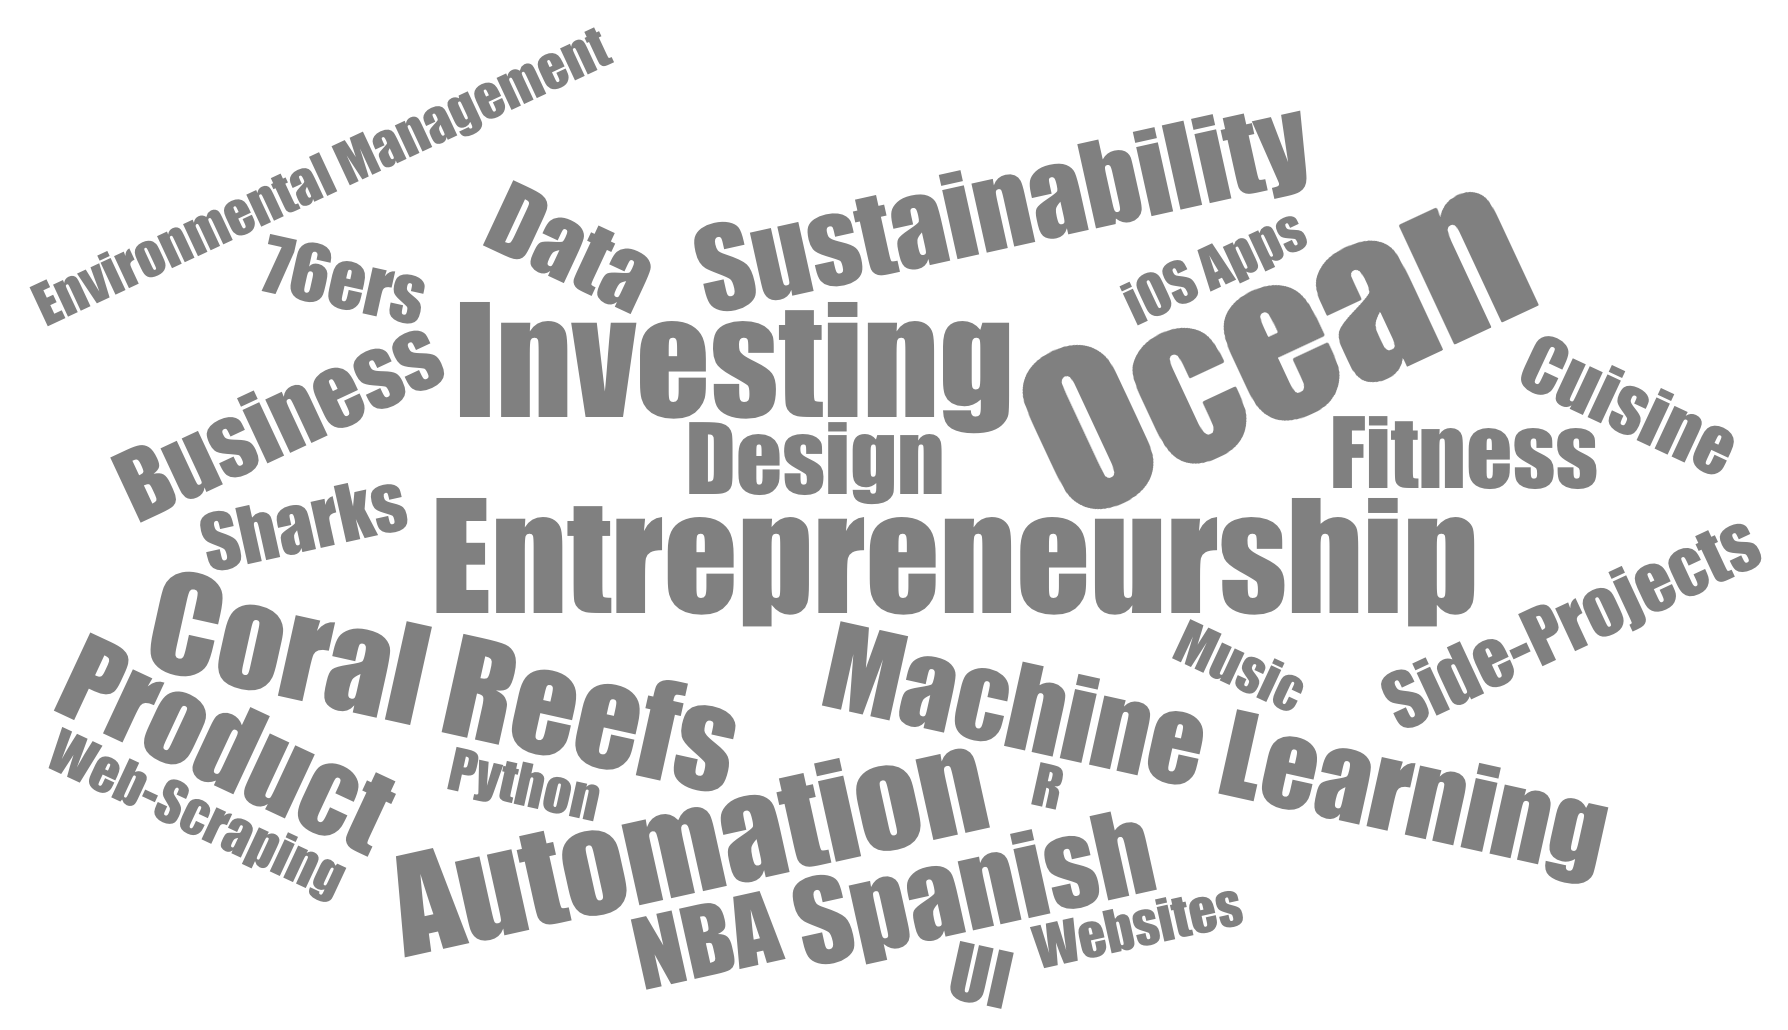 Environmental Management
Sustainability
Data
76ers
iOS Apps
Ocean
Investing
Business
Cuisine
Design
Fitness
Sharks
Entrepreneurship
Side-Projects
Coral Reefs
Music
Machine Learning
Product
Web-Scraping
Python
R
Automation
Spanish
NBA
Websites
UI